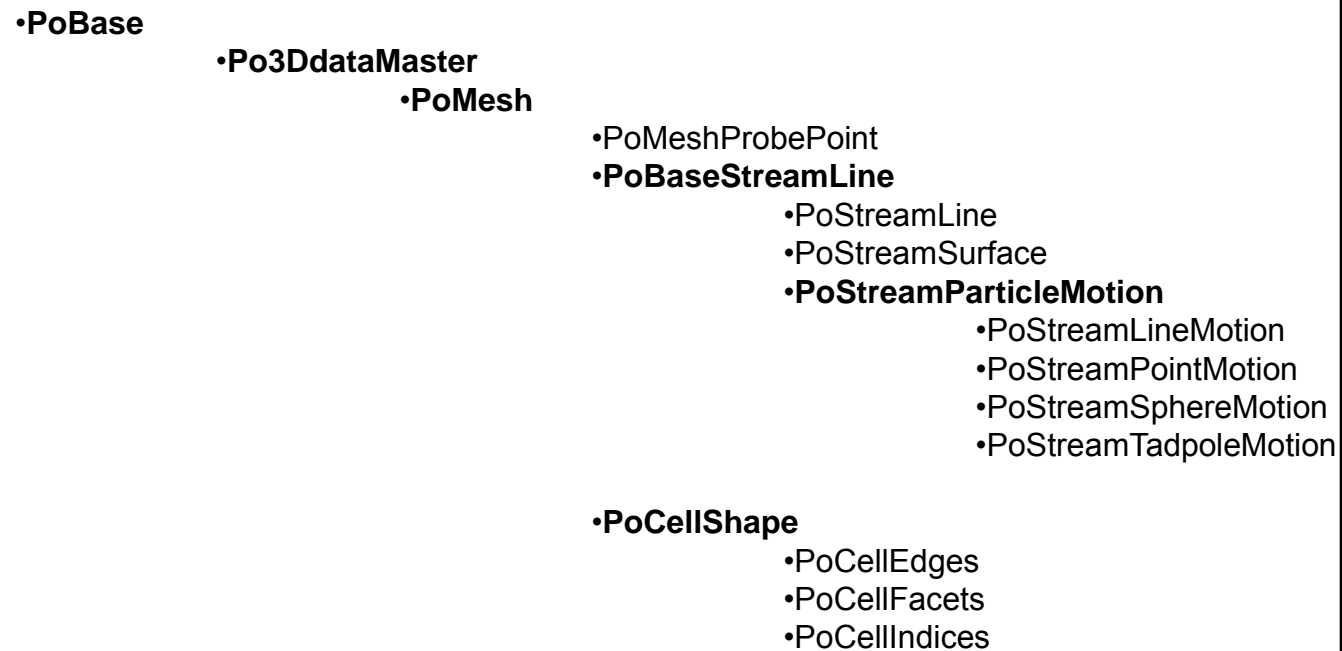 •PoBase
•Po3DdataMaster
•PoMesh
•PoMeshProbePoint
•PoBaseStreamLine
•PoStreamLine
•PoStreamSurface
•PoStreamParticleMotion
•PoStreamLineMotion
•PoStreamPointMotion
•PoStreamSphereMotion
•PoStreamTadpoleMotion
•PoCellShape
•PoCellEdges
•PoCellFacets
•PoCellIndices